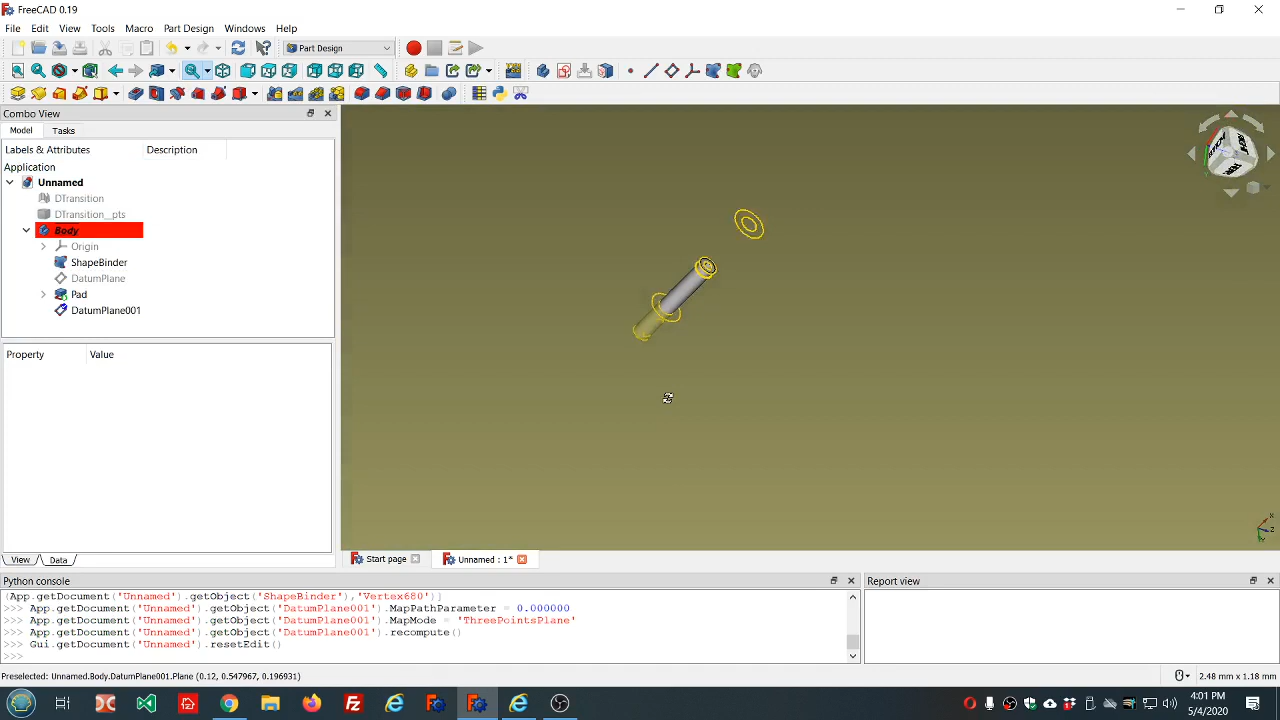 FreeCAD 0.19
File Edit View Tools Macro Part Design Windows Help
Part Design
Combo View
Model Tasks
Labels & Attributes Description
Application
Unnamed
DTransition
DTransition__pts
Body
Origin
ShapeBinder
DatumPlane
Pad
DatumPlane001
Property Value
View Data
Start page Unnamed : 1*
Python console
Report view
(App.getDocument('Unnamed').getObject('ShapeBinder'),'Vertex680')]
>>> App.getDocument('Unnamed').getObject('DatumPlane001').MapPathParameter = 0.000000
>>> App.getDocument('Unnamed').getObject('DatumPlane001').MapMode = 'ThreePointsPlane'
>>> App.getDocument('Unnamed').getObject('DatumPlane001').recompute()
>>> Gui.getDocument('Unnamed').resetEdit()
>>>
Preselected: Unnamed.Body.DatumPlane001.Plane (0.12, 0.547967, 0.196931)
2.48 mm x 1.18 mm
4:01 PM
5/4/2020